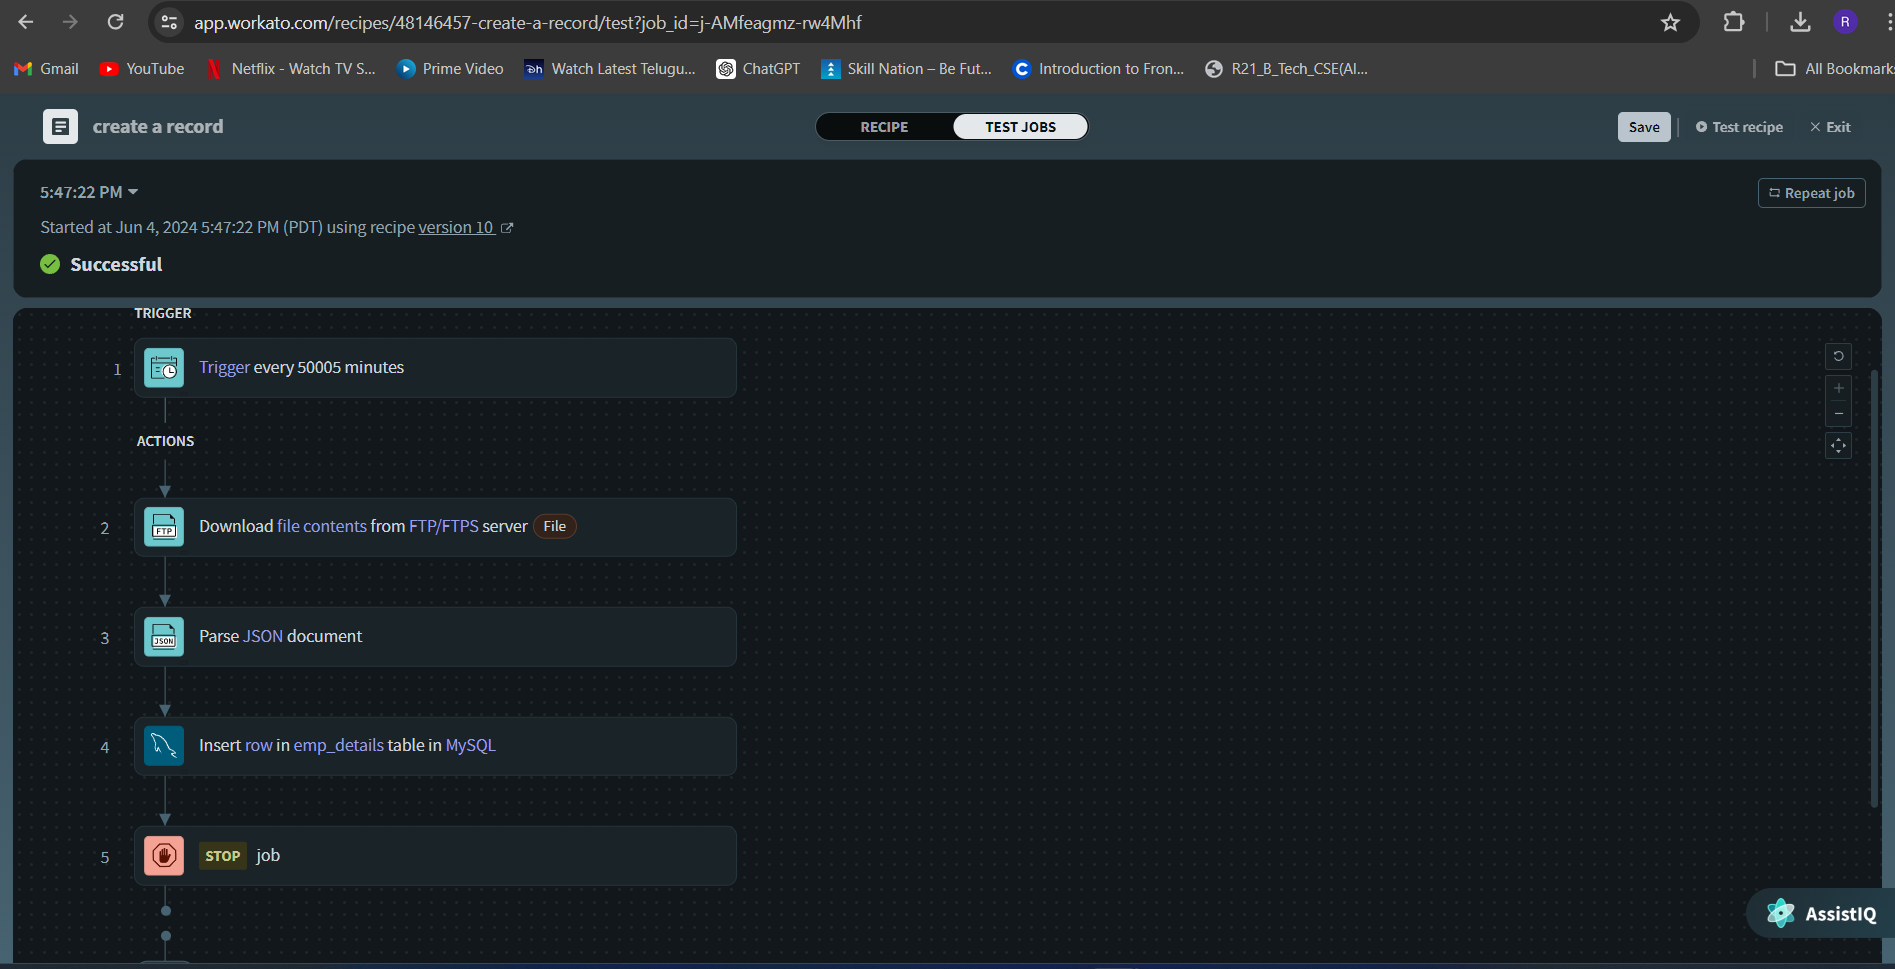 app.workato.com/recipes/48146457-create-a-record/test?job_id=j-AMfeagmz-rw4Mhf
R
Gmail
YouTube
Netflix - Watch TV S...
Prime Video
Watch Latest Telugu...
ChatGPT
Skill Nation – Be Fut...
Introduction to Fron...
R21_B_Tech_CSE(AI...
All Bookmarks
create a record
RECIPE
TEST JOBS
Save
Test recipe
Exit
5:47:22 PM
Repeat job
Started at Jun 4, 2024 5:47:22 PM (PDT) using recipe version 10
Successful
TRIGGER
1
Trigger every 50005 minutes
ACTIONS
2
FTP
Download file contents from FTP/FTPS server File
3
JSON
Parse JSON document
4
Insert row in emp_details table in MySQL
5
STOP job
AssistIQ